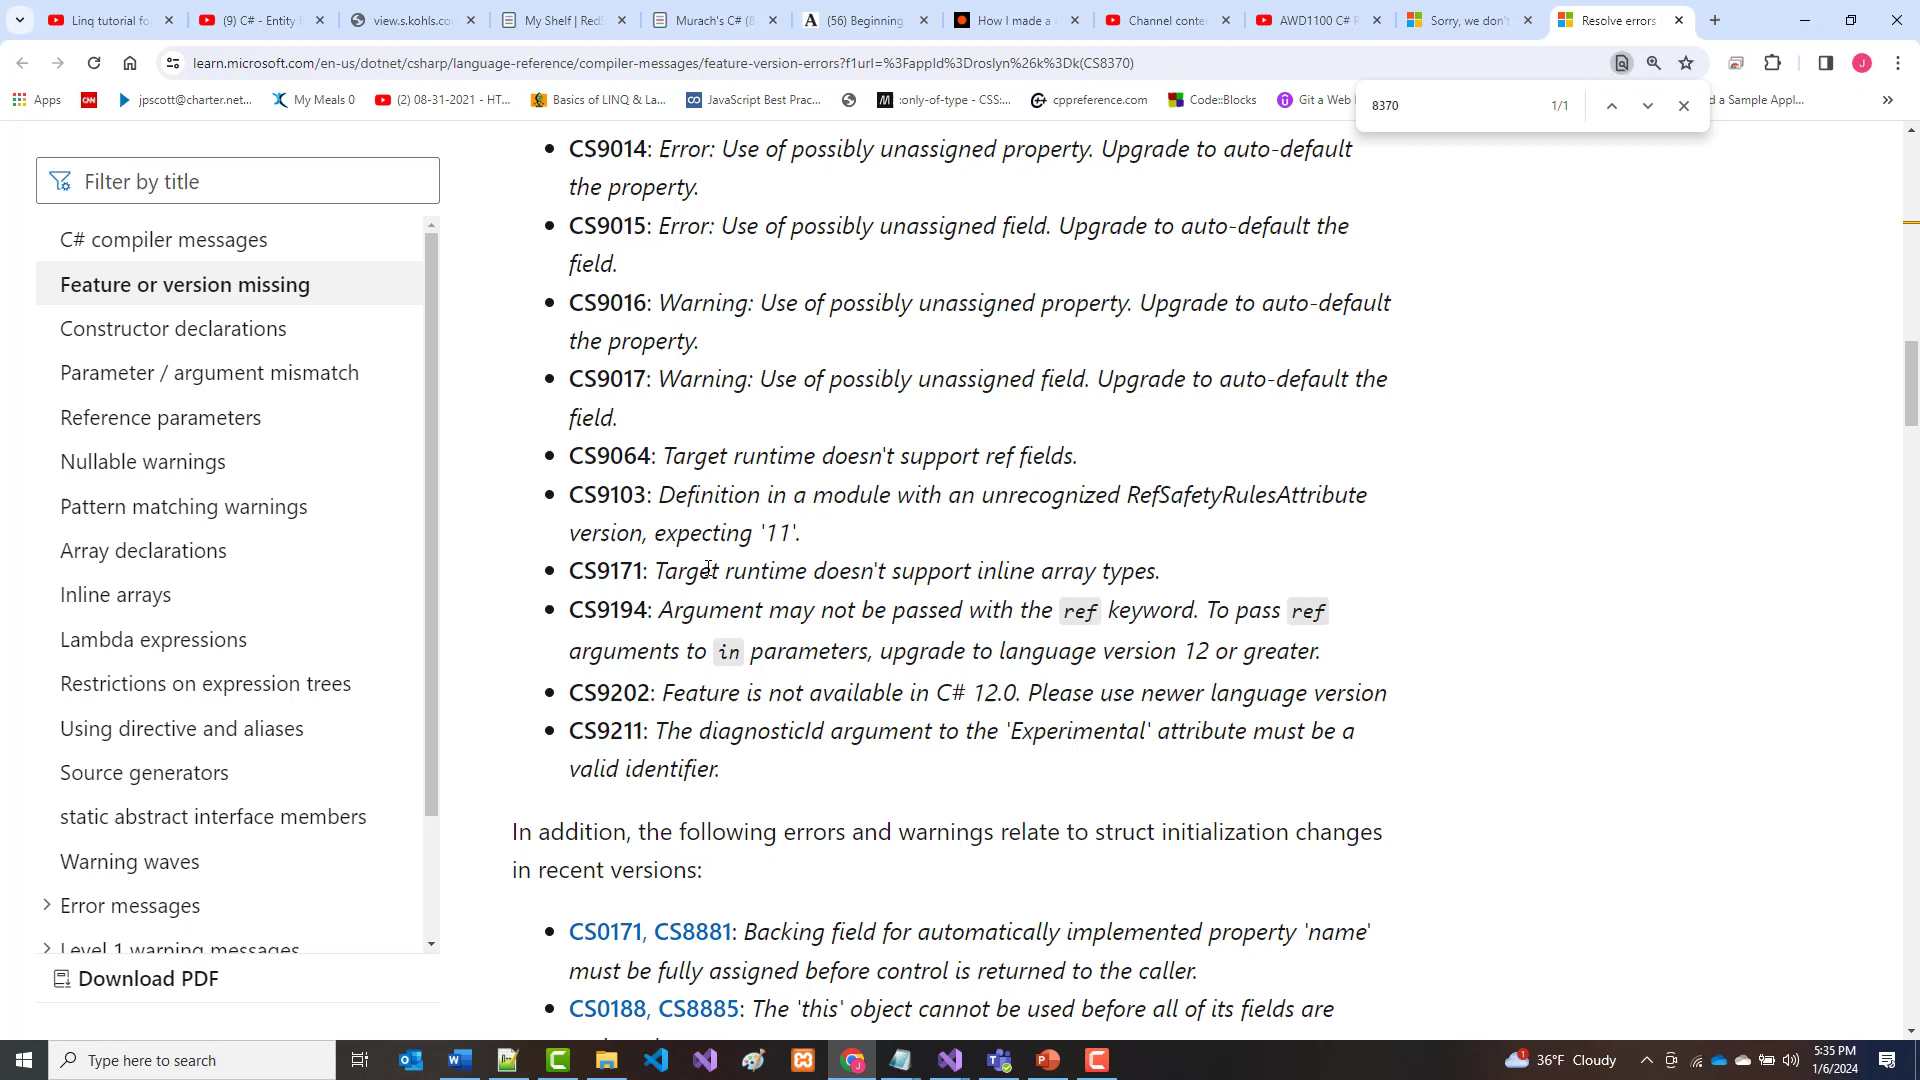 Linq tutorial fo
(9) C# - Entity F
view.s.kohls.co
My Shelf | Red
Murach's C# (8
(56) Beginning
How I made a
Channel conte
AWD1100 C# P
Sorry, we don't
Resolve errors
learn.microsoft.com/en-us/dotnet/csharp/language-reference/compiler-messages/feature-version-errors?f1url=%3FappId%3Droslyn%26k%3Dk(CS8370)
Apps
CNN
jpscott@charter.net...
My Meals 0
(2) 08-31-2021 - HT...
Basics of LINQ & La...
JavaScript Best Prac...
:only-of-type - CSS:...
cppreference.com
Code::Blocks
Git a Web
d a Sample Appl...
8370
1/1
Filter by title
C# compiler messages
Feature or version missing
Constructor declarations
Parameter / argument mismatch
Reference parameters
Nullable warnings
Pattern matching warnings
Array declarations
Inline arrays
Lambda expressions
Restrictions on expression trees
Using directive and aliases
Source generators
static abstract interface members
Warning waves
Error messages
Level 1 warning messages
Download PDF
CS9014: Error: Use of possibly unassigned property. Upgrade to auto-default
the property.
CS9015: Error: Use of possibly unassigned field. Upgrade to auto-default the
field.
CS9016: Warning: Use of possibly unassigned property. Upgrade to auto-default
the property.
CS9017: Warning: Use of possibly unassigned field. Upgrade to auto-default the
field.
CS9064: Target runtime doesn't support ref fields.
CS9103: Definition in a module with an unrecognized RefSafetyRulesAttribute
version, expecting '11'.
CS9171: Target runtime doesn't support inline array types.
CS9194: Argument may not be passed with the ref keyword. To pass ref
arguments to in parameters, upgrade to language version 12 or greater.
CS9202: Feature is not available in C# 12.0. Please use newer language version
CS9211: The diagnosticId argument to the 'Experimental' attribute must be a
valid identifier.
In addition, the following errors and warnings relate to struct initialization changes
in recent versions:
CS0171, CS8881: Backing field for automatically implemented property 'name'
must be fully assigned before control is returned to the caller.
CS0188, CS8885: The 'this' object cannot be used before all of its fields are
Type here to search
36°F Cloudy
5:35 PM
1/6/2024